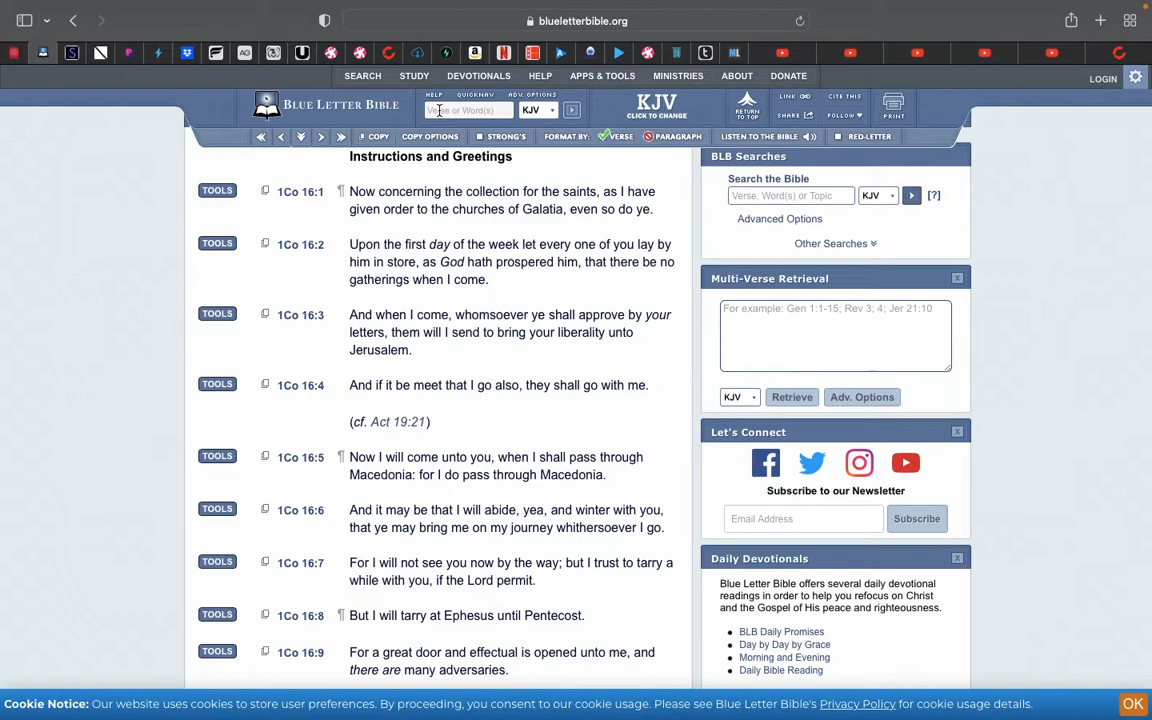 blueletterbible.org
SEARCH STUDY DEVOTIONALS HELP APPS & TOOLS MINISTRIES ABOUT DONATE
LOGIN
BLUE LETTER BIBLE
HELP QUICKNAV ADV. OPTIONS
Verse or Word(s) KJV
KJV
CLICK TO CHANGE
RETURN TO TOP
LINK CITE THIS
SHARE FOLLOW
PRINT
COPY COPY OPTIONS STRONG'S FORMAT BY: VERSE PARAGRAPH LISTEN TO THE BIBLE RED-LETTER
Instructions and Greetings
TOOLS 1Co 16:1 ¶ Now concerning the collection for the saints, as I have
given order to the churches of Galatia, even so do ye.
TOOLS 1Co 16:2 Upon the first day of the week let every one of you lay by
him in store, as God hath prospered him, that there be no
gatherings when I come.
TOOLS 1Co 16:3 And when I come, whomsoever ye shall approve by your
letters, them will I send to bring your liberality unto
Jerusalem.
TOOLS 1Co 16:4 And if it be meet that I go also, they shall go with me.
(cf. Act 19:21)
TOOLS 1Co 16:5 ¶ Now I will come unto you, when I shall pass through
Macedonia: for I do pass through Macedonia.
TOOLS 1Co 16:6 And it may be that I will abide, yea, and winter with you,
that ye may bring me on my journey whithersoever I go.
TOOLS 1Co 16:7 For I will not see you now by the way; but I trust to tarry a
while with you, if the Lord permit.
TOOLS 1Co 16:8 ¶ But I will tarry at Ephesus until Pentecost.
TOOLS 1Co 16:9 For a great door and effectual is opened unto me, and
there are many adversaries.
BLB Searches
Search the Bible
Verse, Word(s) or Topic KJV [?]
Advanced Options
Other Searches
Multi-Verse Retrieval
For example: Gen 1:1-15; Rev 3; 4; Jer 21:10
KJV Retrieve Adv. Options
Let's Connect
Subscribe to our Newsletter
Email Address Subscribe
Daily Devotionals
Blue Letter Bible offers several daily devotional
readings in order to help you refocus on Christ
and the Gospel of His peace and righteousness.
BLB Daily Promises
Day by Day by Grace
Morning and Evening
Daily Bible Reading
Cookie Notice: Our website uses cookies to store user preferences. By proceeding, you consent to our cookie usage. Please see Blue Letter Bible's Privacy Policy for cookie usage details. OK